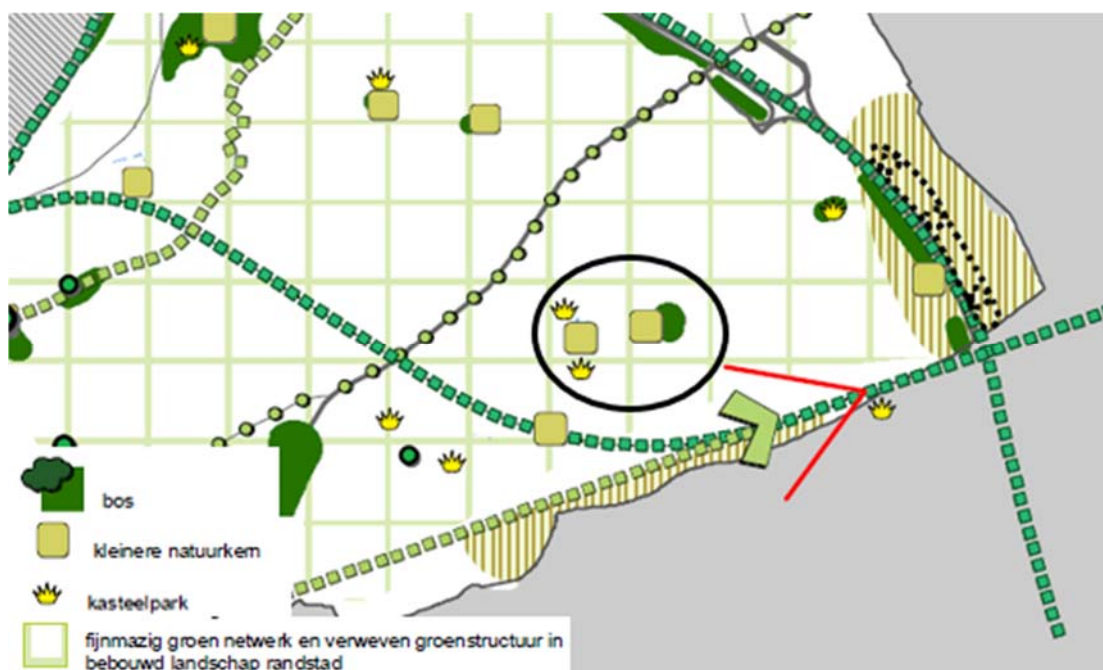 bos
kleinere natuurkern
kasteelpark
fijnmazig groen netwerk en verweven groenstructuur in
bebouwd landschap randstad